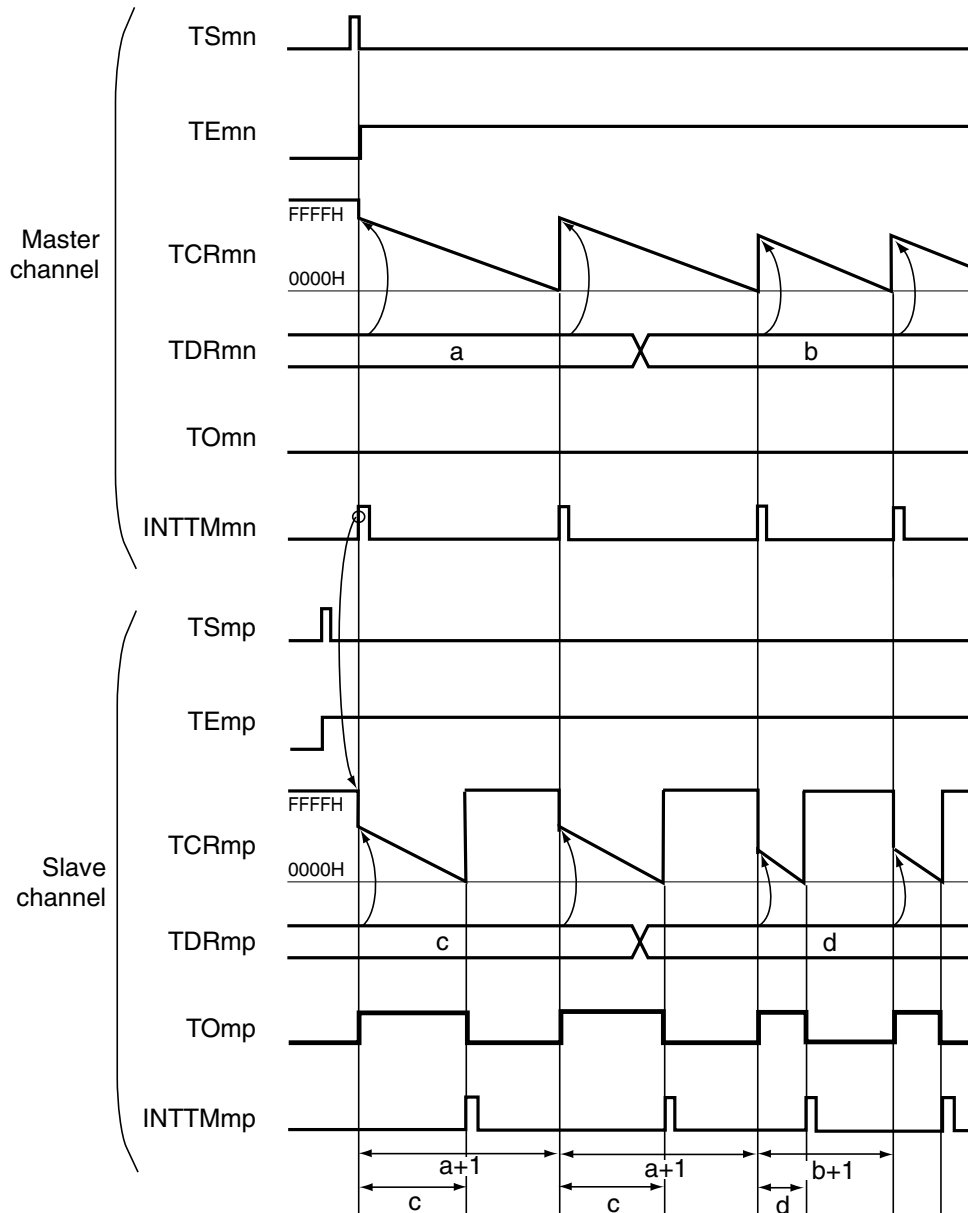 TSmn
TEmn
FFFFH
Master
channel
TCRmn
0000H
TDRmn
a
b
TOmn
INTTMmn
TSmp
TEmp
FFFFH
TCRmp
0000H
Slave
channel
TDRmp
c
d
TOmp
INTTMmp
a+1
a+1
b+1
c
c
d